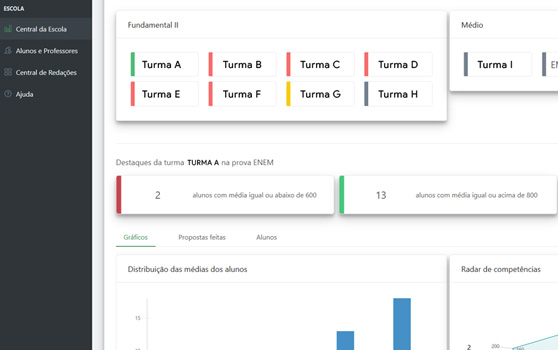 ESCOLA
Central da Escola
Alunos e Professores
Central de Redações
Ajuda
Fundamental II
Turma A
Turma B
Turma C
Turma D
Turma E
Turma F
Turma G
Turma H
Médio
Turma I
Destaques da turma TURMA A na prova ENEM
2 alunos com média igual ou abaixo de 600
13 alunos com média igual ou acima de 800
Gráficos Propostas feitas Alunos
Distribuição das médias dos alunos
15
Radar de competências
2
200